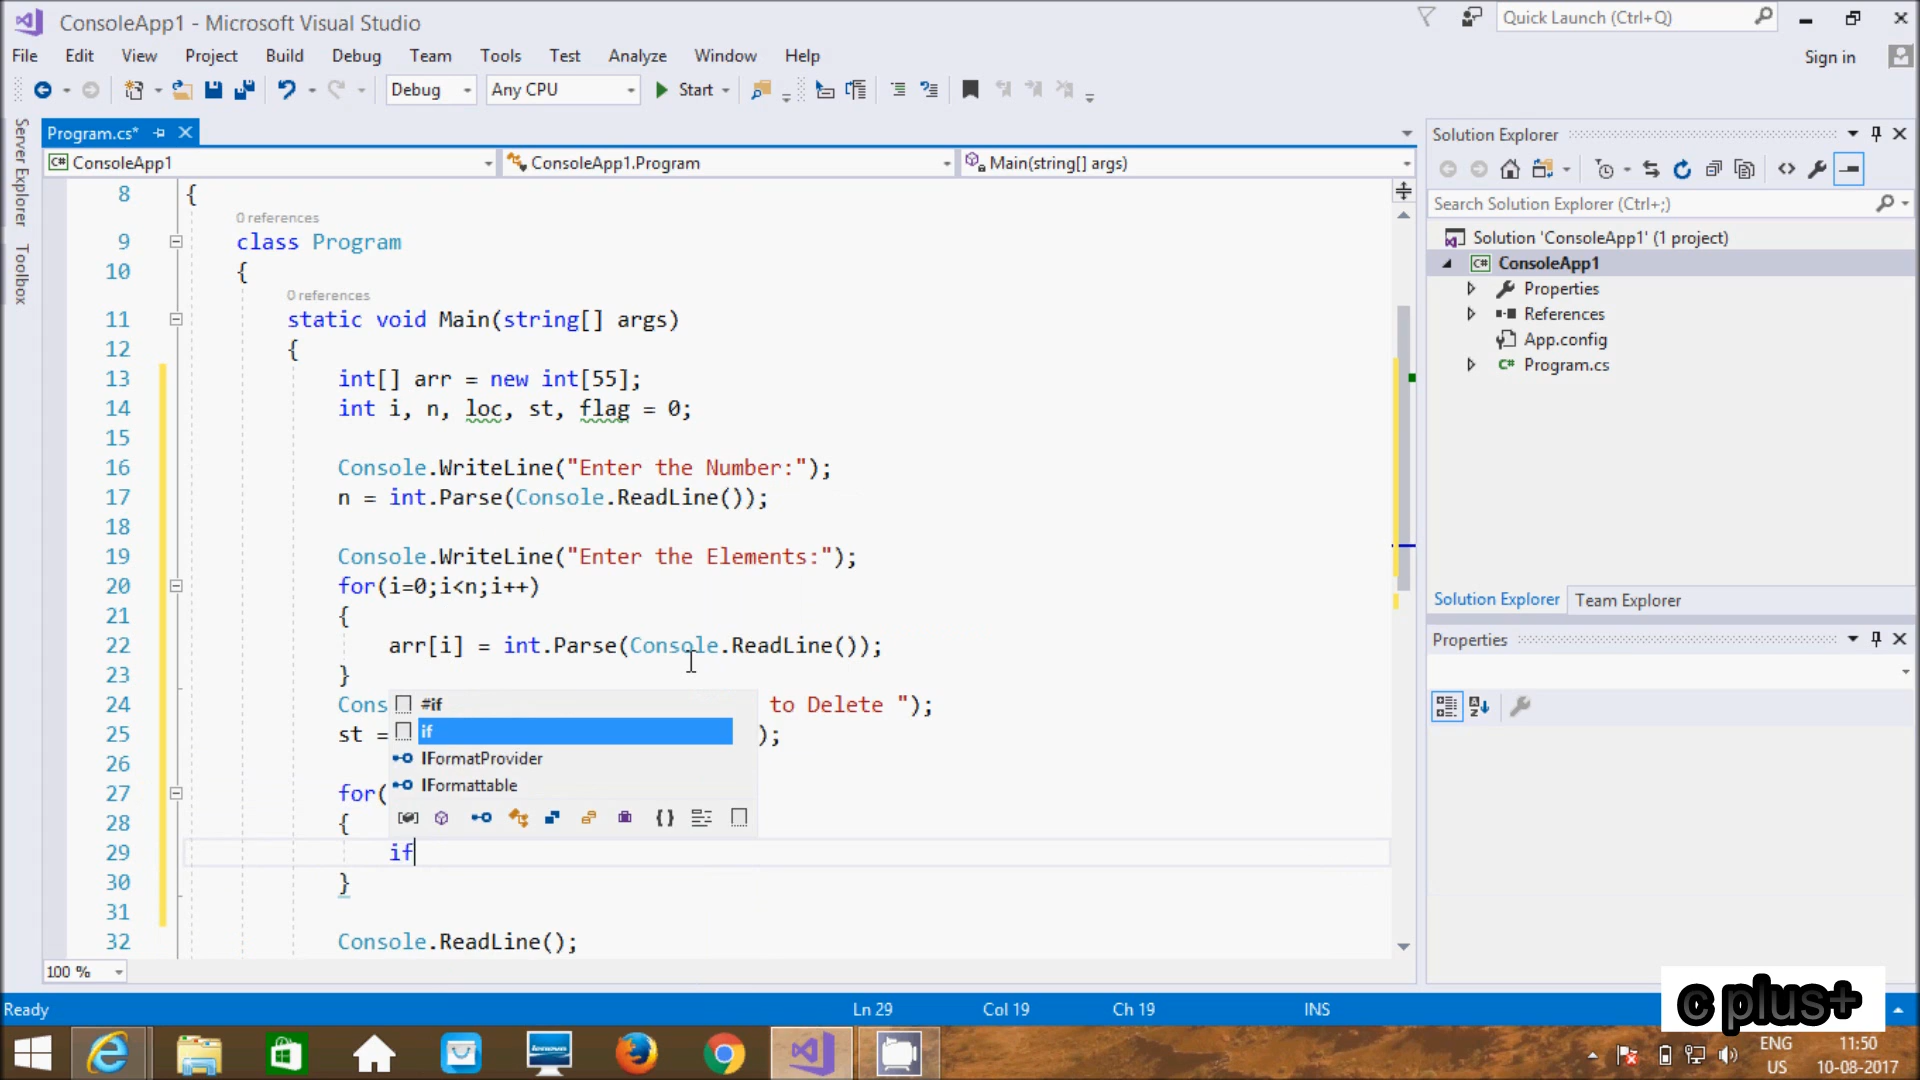 ConsoleApp1 - Microsoft Visual Studio
Quick Launch (Ctrl+Q)
File Edit View Project Build Debug Team Tools Test Analyze Window Help
Sign in
Debug Any CPU Start
Server Explorer
Toolbox
Program.cs*
ConsoleApp1 ConsoleApp1.Program Main(string[] args)
8 {
0 references
9 class Program
10 {
0 references
11 static void Main(string[] args)
12 {
13 int[] arr = new int[55];
14 int i, n, loc, st, flag = 0;
15
16 Console.WriteLine("Enter the Number:");
17 n = int.Parse(Console.ReadLine());
18
19 Console.WriteLine("Enter the Elements:");
20 for(i=0;i<n;i++)
21 {
22 arr[i] = int.Parse(Console.ReadLine());
23 }
24 Cons to Delete ");
25 st = );
26
27 for(
28 {
29 if
30 }
31
32 Console.ReadLine();
#if
if
IFormatProvider
IFormattable
100 %
Solution Explorer
Search Solution Explorer (Ctrl+;)
Solution 'ConsoleApp1' (1 project)
C# ConsoleApp1
Properties
References
App.config
C# Program.cs
Solution Explorer Team Explorer
Properties
Ready Ln 29 Col 19 Ch 19 INS
c plus+
ENG
US
11:50
10-08-2017